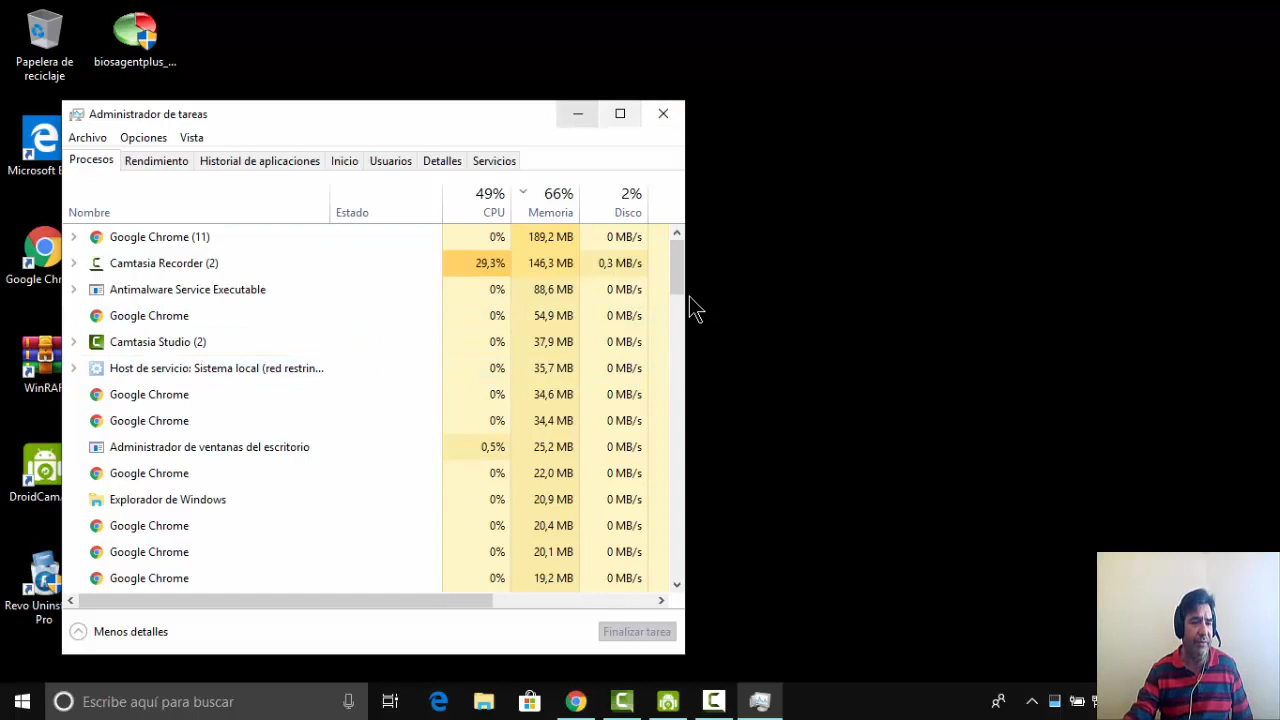 Papelera de
reciclaje
biosagentplus_...
Microsoft E
Google Chr
WinRAF
DroidCam
Revo Unins
Pro
Administrador de tareas
Archivo Opciones Vista
Procesos Rendimiento Historial de aplicaciones Inicio Usuarios Detalles Servicios
49% 66% 2%
Nombre Estado CPU Memoria Disco
Google Chrome (11) 0% 189,2 MB 0 MB/s
Camtasia Recorder (2) 29,3% 146,3 MB 0,3 MB/s
Antimalware Service Executable 0% 88,6 MB 0 MB/s
Google Chrome 0% 54,9 MB 0 MB/s
Camtasia Studio (2) 0% 37,9 MB 0 MB/s
Host de servicio: Sistema local (red restrin... 0% 35,7 MB 0 MB/s
Google Chrome 0% 34,6 MB 0 MB/s
Google Chrome 0% 34,4 MB 0 MB/s
Administrador de ventanas del escritorio 0,5% 25,2 MB 0 MB/s
Google Chrome 0% 22,0 MB 0 MB/s
Explorador de Windows 0% 20,9 MB 0 MB/s
Google Chrome 0% 20,4 MB 0 MB/s
Google Chrome 0% 20,1 MB 0 MB/s
Google Chrome 0% 19,2 MB 0 MB/s
Menos detalles Finalizar tarea
Escribe aquí para buscar